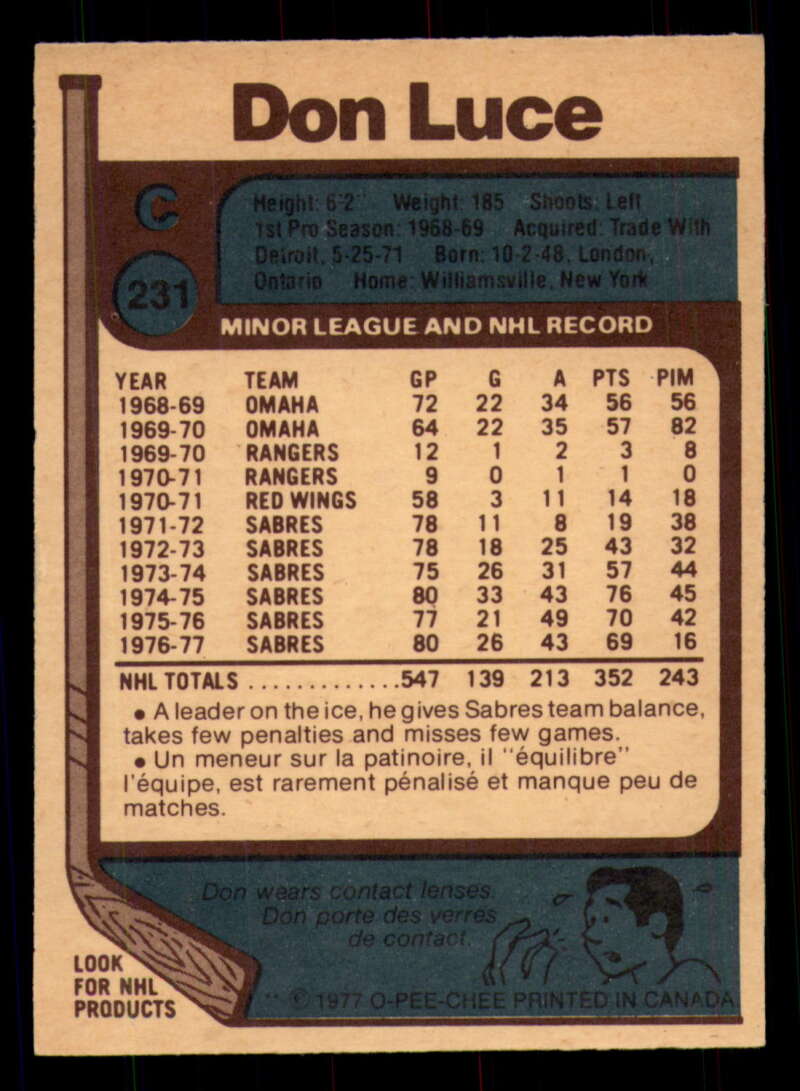 Don Luce
C
231
Height: 6'2" Weight: 185 Shoots: Left
1st Pro Season: 1968-69 Acquired: Trade With
Detroit, 5-25-71 Born: 10-2-48, London,
Ontario Home: Williamsville, New York
MINOR LEAGUE AND NHL RECORD
YEAR TEAM GP G A PTS PIM
1968-69 OMAHA 72 22 34 56 56
1969-70 OMAHA 64 22 35 57 82
1969-70 RANGERS 12 1 2 3 8
1970-71 RANGERS 9 0 1 1 0
1970-71 RED WINGS 58 3 11 14 18
1971-72 SABRES 78 11 8 19 38
1972-73 SABRES 78 18 25 43 32
1973-74 SABRES 75 26 31 57 44
1974-75 SABRES 80 33 43 76 45
1975-76 SABRES 77 21 49 70 42
1976-77 SABRES 80 26 43 69 16
NHL TOTALS .............547 139 213 352 243
• A leader on the ice, he gives Sabres team balance,
takes few penalties and misses few games.
• Un meneur sur la patinoire, il "équilibre"
l'équipe, est rarement pénalisé et manque peu de
matches.
Don wears contact lenses.
Don porte des verres
de contact.
LOOK
FOR NHL
PRODUCTS
** © 1977 O-PEE-CHEE PRINTED IN CANADA